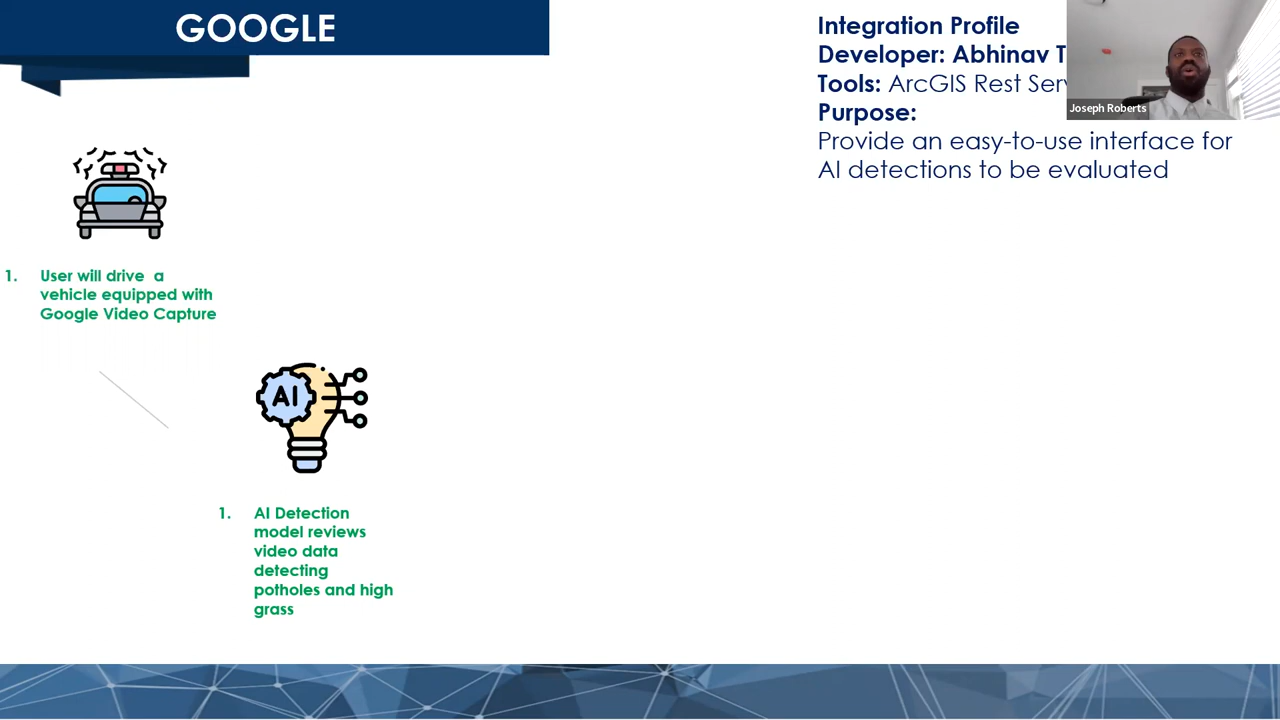 GOOGLE
Integration Profile
Developer: Abhinav
Tools: ArcGIS Rest
Purpose:
Provide an easy-to-use interface for
AI detections to be evaluated
Joseph Roberts
1. User will drive a
vehicle equipped with
Google Video Capture
AI
1. AI Detection
model reviews
video data
detecting
potholes and high
grass